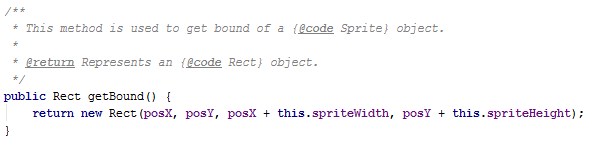 /**
 * This method is used to get bound of a {@code Sprite} object.
 *
 * @return Represents an {@code Rect} object.
 */
public Rect getBound() {
    return new Rect(posX, posY, posX + this.spriteWidth, posY + this.spriteHeight);
}